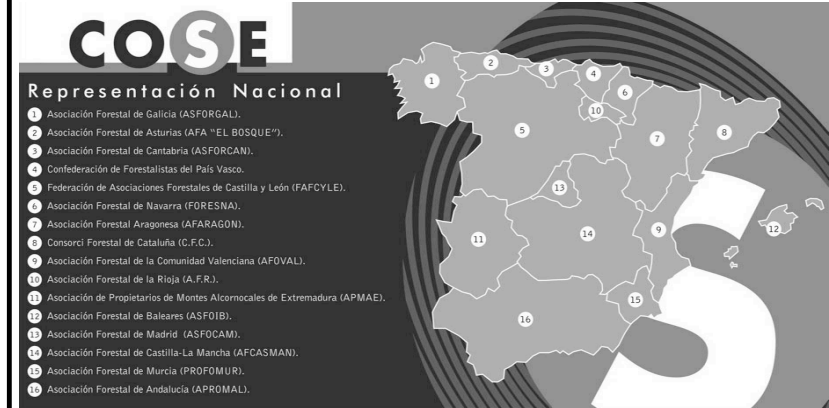 COSE
Representación Nacional
1 Asociación Forestal de Galicia (ASFORGAL).
2 Asociación Forestal de Asturias (AFA "EL BOSQUE").
3 Asociación Forestal de Cantabria (ASFORCAN).
4 Confederación de Forestalistas del País Vasco.
5 Federación de Asociaciones Forestales de Castilla y León (FAFCYLE).
6 Asociación Forestal de Navarra (FORESNA).
7 Asociación Forestal Aragonesa (AFARAGON).
8 Consorci Forestal de Cataluña (C.F.C.).
9 Asociación Forestal de la Comunidad Valenciana (AFOVAL).
10 Asociación Forestal de la Rioja (A.F.R.).
11 Asociación de Propietarios de Montes Alcornocales de Extremadura (APMAE).
12 Asociación Forestal de Baleares (ASFOIB).
13 Asociación Forestal de Madrid (ASFOCAM).
14 Asociación Forestal de Castilla-La Mancha (AFCASMAN).
15 Asociación Forestal de Murcia (PROFOMUR).
16 Asociación Forestal de Andalucía (APROMAL).
1
2
3
4
6
10
5
7
8
13
12
11
14
9
15
16
S